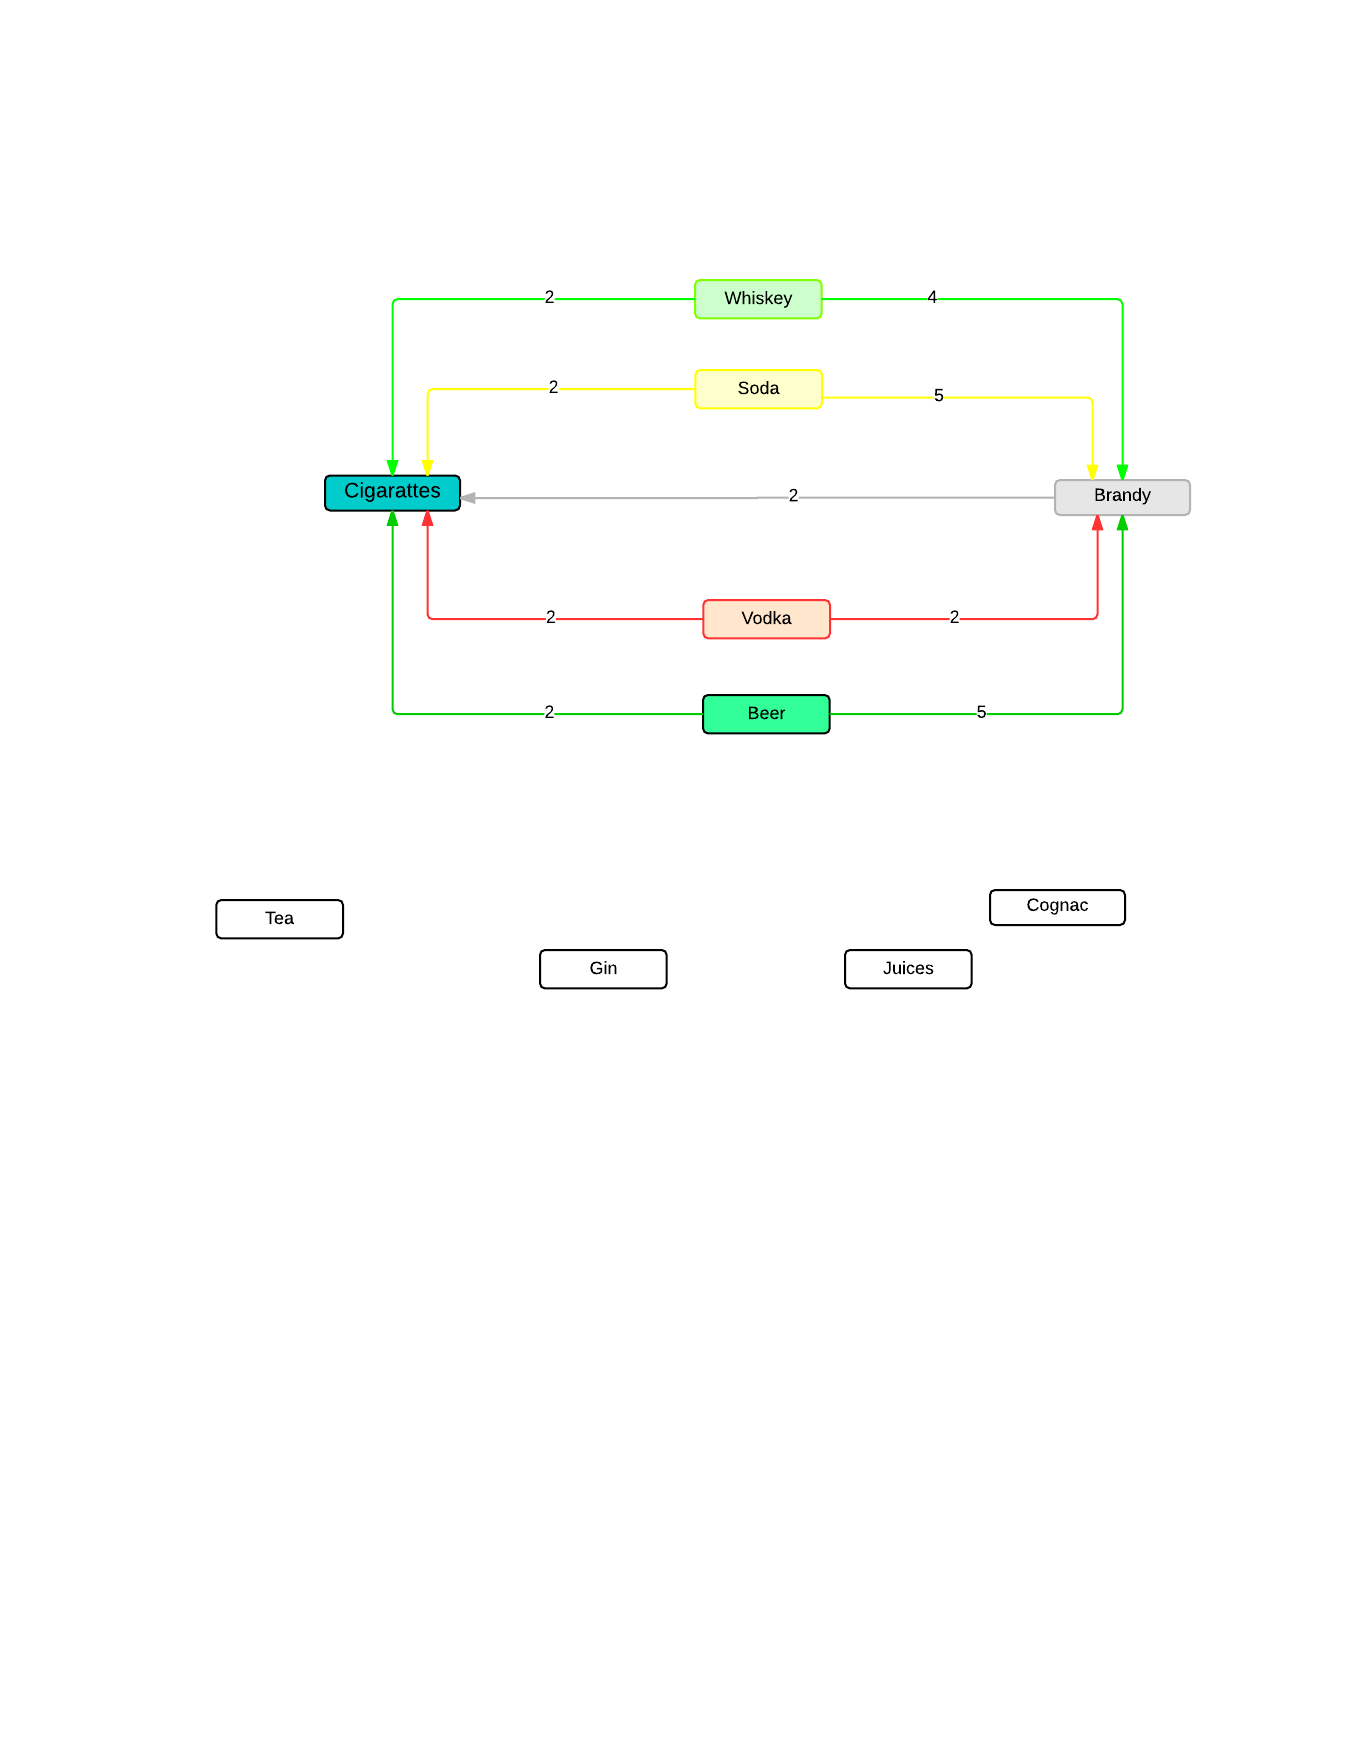 2
Whiskey
4
2
Soda
5
Cigarattes
2
Brandy
2
Vodka
2
2
Beer
5
Tea
Cognac
Gin
Juices